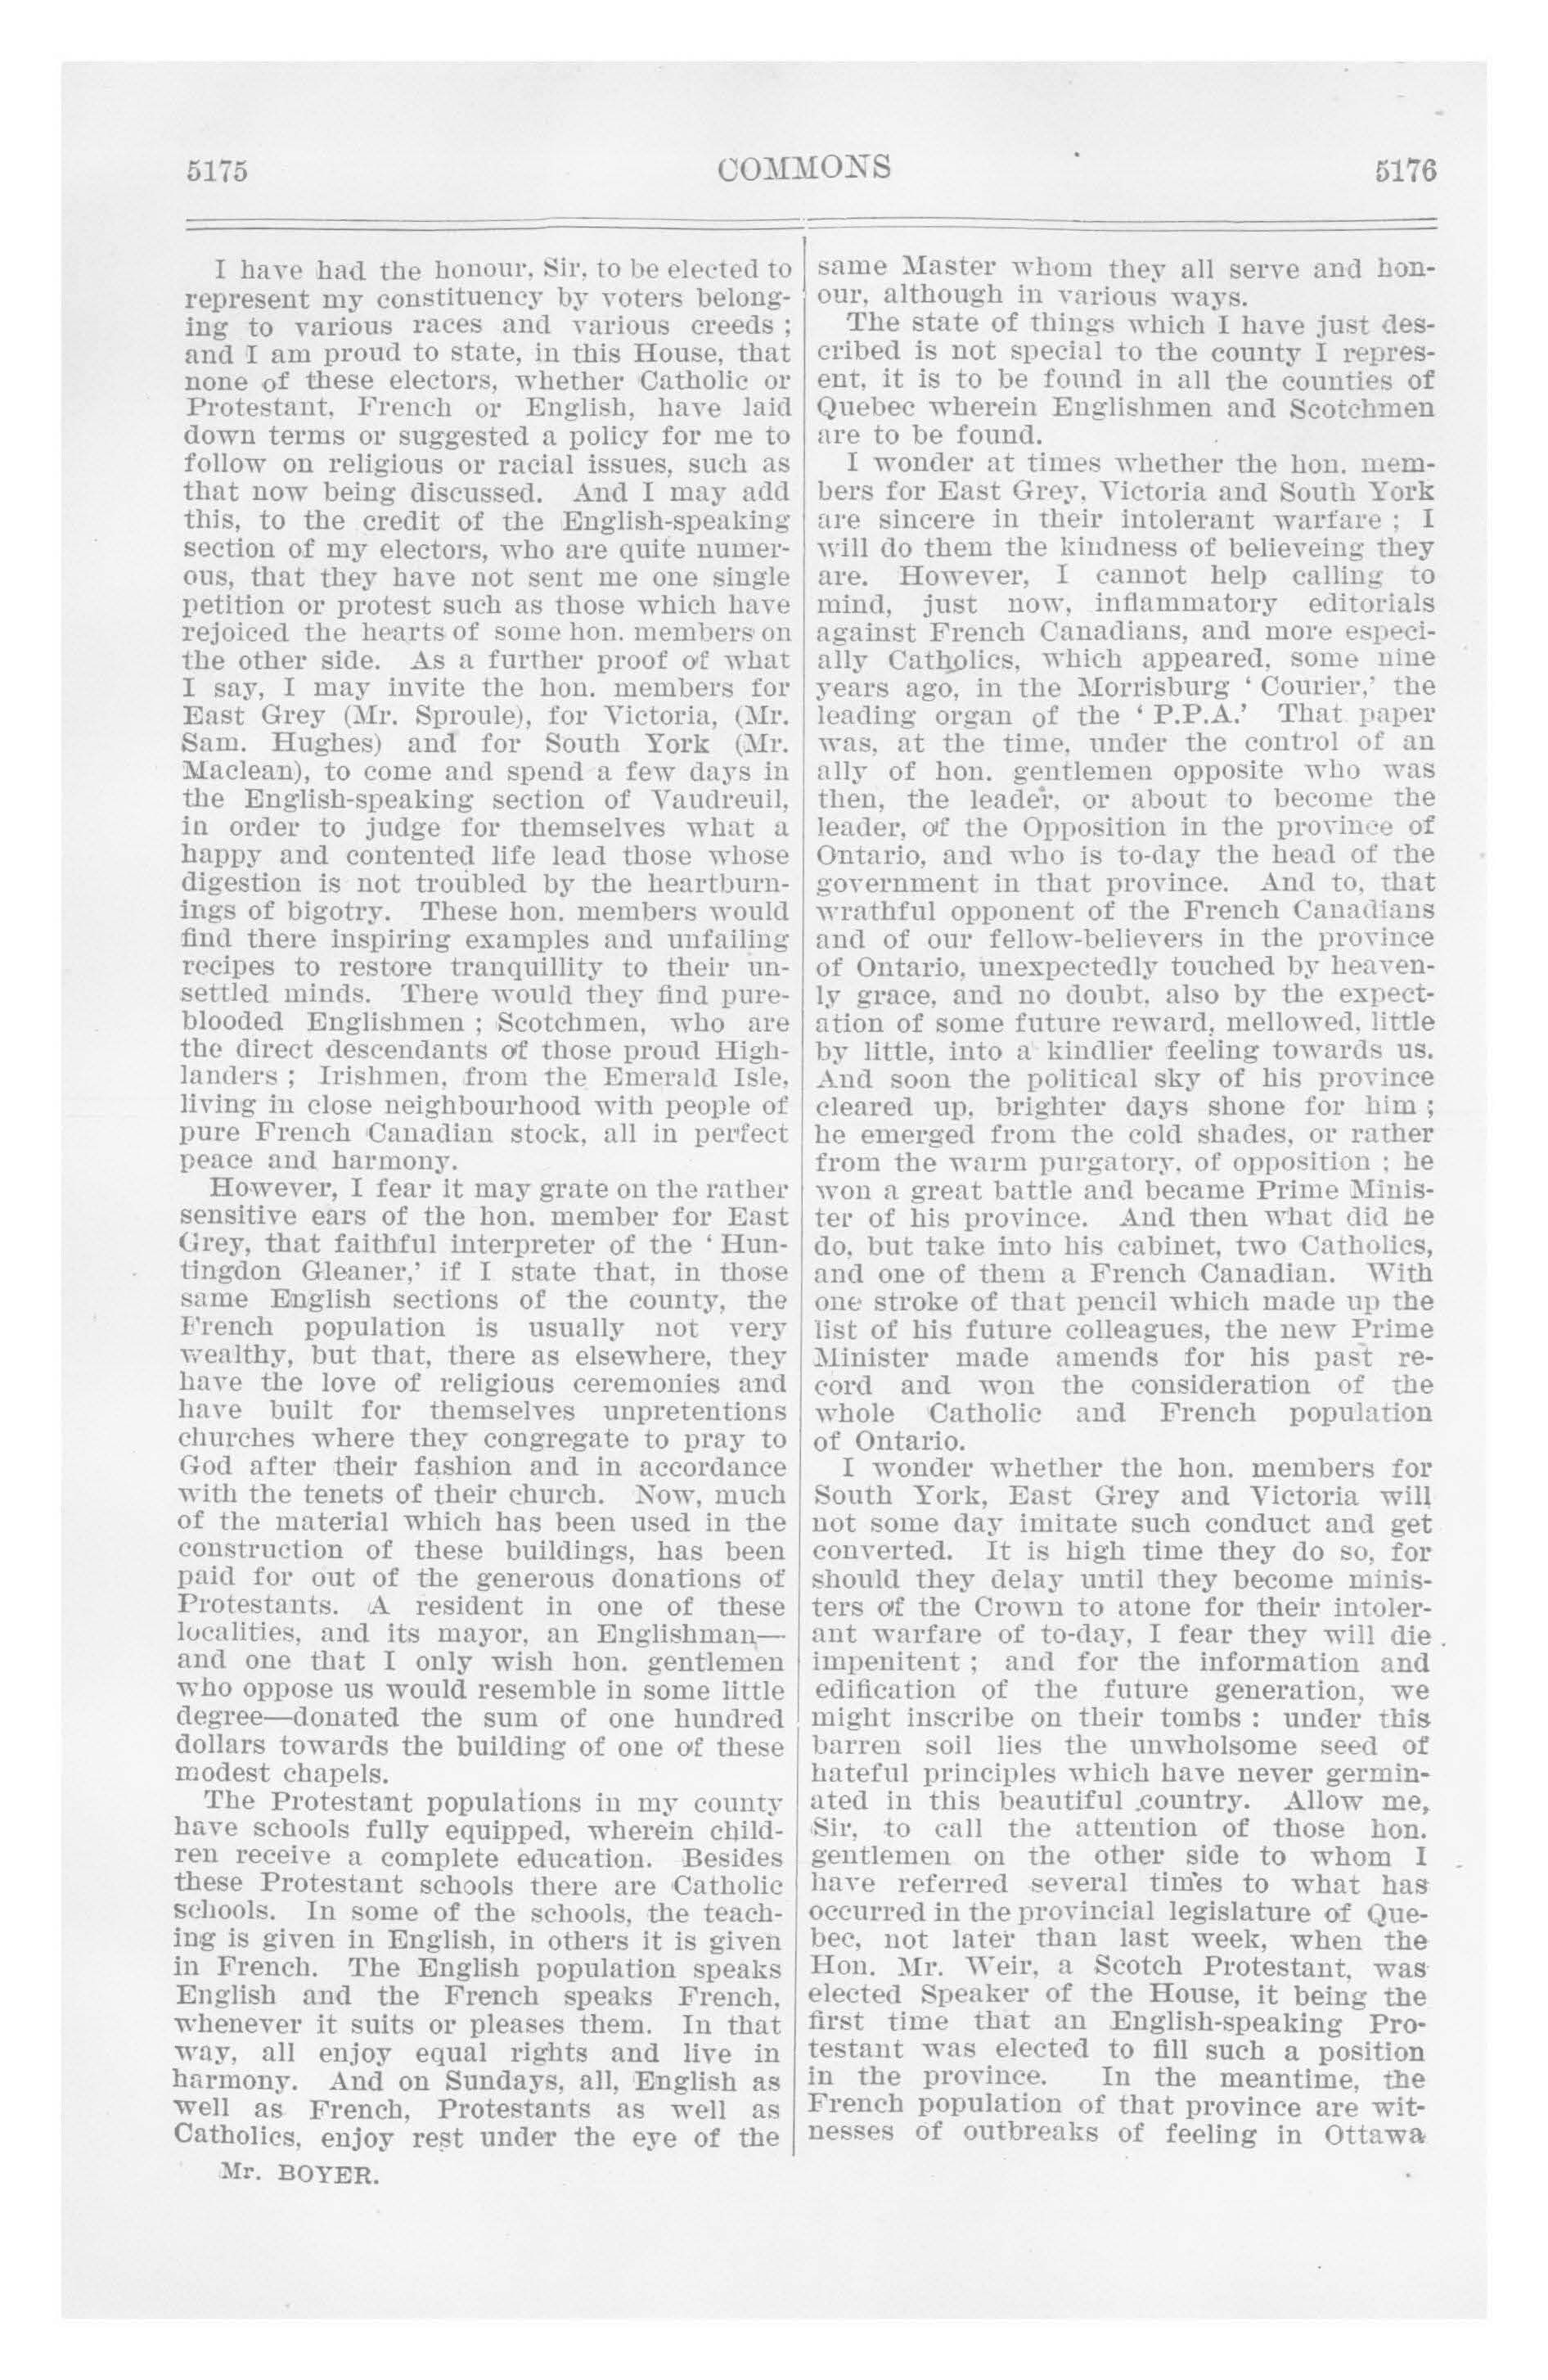 5175
COMMONS
5176
I have had the honour, Sir, to be elected to
represent my constituency by voters belong-
ing to various races and various creeds ;
and I am proud to state, in this House, that
none of these electors, whether Catholic or
Protestant, French or English, have laid
down terms or suggested a policy for me to
follow on religious or racial issues, such as
that now being discussed. And I may add
this, to the credit of the English-speaking
section of my electors, who are quite numer-
ous, that they have not sent me one single
petition or protest such as those which have
rejoiced the hearts of some hon. members on
the other side. As a further proof of what
I say, I may invite the hon. members for
East Grey (Mr. Sproule), for Victoria, (Mr.
Sam. Hughes) and for South York (Mr.
Maclean), to come and spend a few days in
the English-speaking section of Vaudreuil,
in order to judge for themselves what a
happy and contented life lead those whose
digestion is not troubled by the heartburn-
ings of bigotry. These hon. members would
find there inspiring examples and unfailing
recipes to restore tranquillity to their un-
settled minds. There would they find pure-
blooded Englishmen ; Scotchmen, who are
the direct descendants of those proud High-
landers ; Irishmen, from the Emerald Isle,
living in close neighbourhood with people of
pure French Canadian stock, all in perfect
peace and harmony.
However, I fear it may grate on the rather
sensitive ears of the hon. member for East
Grey, that faithful interpreter of the ' Hun-
tingdon Gleaner,' if I state that, in those
same English sections of the county, the
French population is usually not very
wealthy, but that, there as elsewhere, they
have the love of religious ceremonies and
have built for themselves unpretentions
churches where they congregate to pray to
God after their fashion and in accordance
with the tenets of their church. Now, much
of the material which has been used in the
construction of these buildings, has been
paid for out of the generous donations of
Protestants. A resident in one of these
localities, and its mayor, an Englishman—
and one that I only wish hon. gentlemen
who oppose us would resemble in some little
degree—donated the sum of one hundred
dollars towards the building of one of these
modest chapels.
The Protestant populations in my county
have schools fully equipped, wherein child-
ren receive a complete education. Besides
these Protestant schools there are Catholic
schools. In some of the schools, the teach-
ing is given in English, in others it is given
in French. The English population speaks
English and the French speaks French,
whenever it suits or pleases them. In that
way, all enjoy equal rights and live in
harmony. And on Sundays, all, English as
well as French, Protestants as well as
Catholics, enjoy rest under the eye of the
Mr. BOYER.
same Master whom they all serve and hon-
our, although in various ways.
The state of things which I have just des-
cribed is not special to the county I repres-
ent, it is to be found in all the counties of
Quebec wherein Englishmen and Scotchmen
are to be found.
I wonder at times whether the hon. mem-
bers for East Grey, Victoria and South York
are sincere in their intolerant warfare ; I
will do them the kindness of believeing they
are. However, I cannot help calling to
mind, just now, inflammatory editorials
against French Canadians, and more especi-
ally Catholics, which appeared, some nine
years ago, in the Morrisburg ' Courier,' the
leading organ of the ' P.P.A.' That paper
was, at the time, under the control of an
ally of hon. gentlemen opposite who was
then, the leader, or about to become the
leader, of the Opposition in the province of
Ontario, and who is to-day the head of the
government in that province. And to, that
wrathful opponent of the French Canadians
and of our fellow-believers in the province
of Ontario, unexpectedly touched by heaven-
ly grace, and no doubt, also by the expect-
ation of some future reward, mellowed, little
by little, into a kindlier feeling towards us.
And soon the political sky of his province
cleared up, brighter days shone for him ;
he emerged from the cold shades, or rather
from the warm purgatory, of opposition ; he
won a great battle and became Prime Minis-
ter of his province. And then what did he
do, but take into his cabinet, two Catholics,
and one of them a French Canadian. With
one stroke of that pencil which made up the
list of his future colleagues, the new Prime
Minister made amends for his past re-
cord and won the consideration of the
whole Catholic and French population
of Ontario.
I wonder whether the hon. members for
South York, East Grey and Victoria will
not some day imitate such conduct and get
converted. It is high time they do so, for
should they delay until they become minis-
ters of the Crown to atone for their intoler-
ant warfare of to-day, I fear they will die
impenitent ; and for the information and
edification of the future generation, we
might inscribe on their tombs : under this
barren soil lies the unwholsome seed of
hateful principles which have never germin-
ated in this beautiful country. Allow me,
Sir, to call the attention of those hon.
gentlemen on the other side to whom I
have referred several times to what has
occurred in the provincial legislature of Que-
bec, not later than last week, when the
Hon. Mr. Weir, a Scotch Protestant, was
elected Speaker of the House, it being the
first time that an English-speaking Pro-
testant was elected to fill such a position
in the province. In the meantime, the
French population of that province are wit-
nesses of outbreaks of feeling in Ottawa